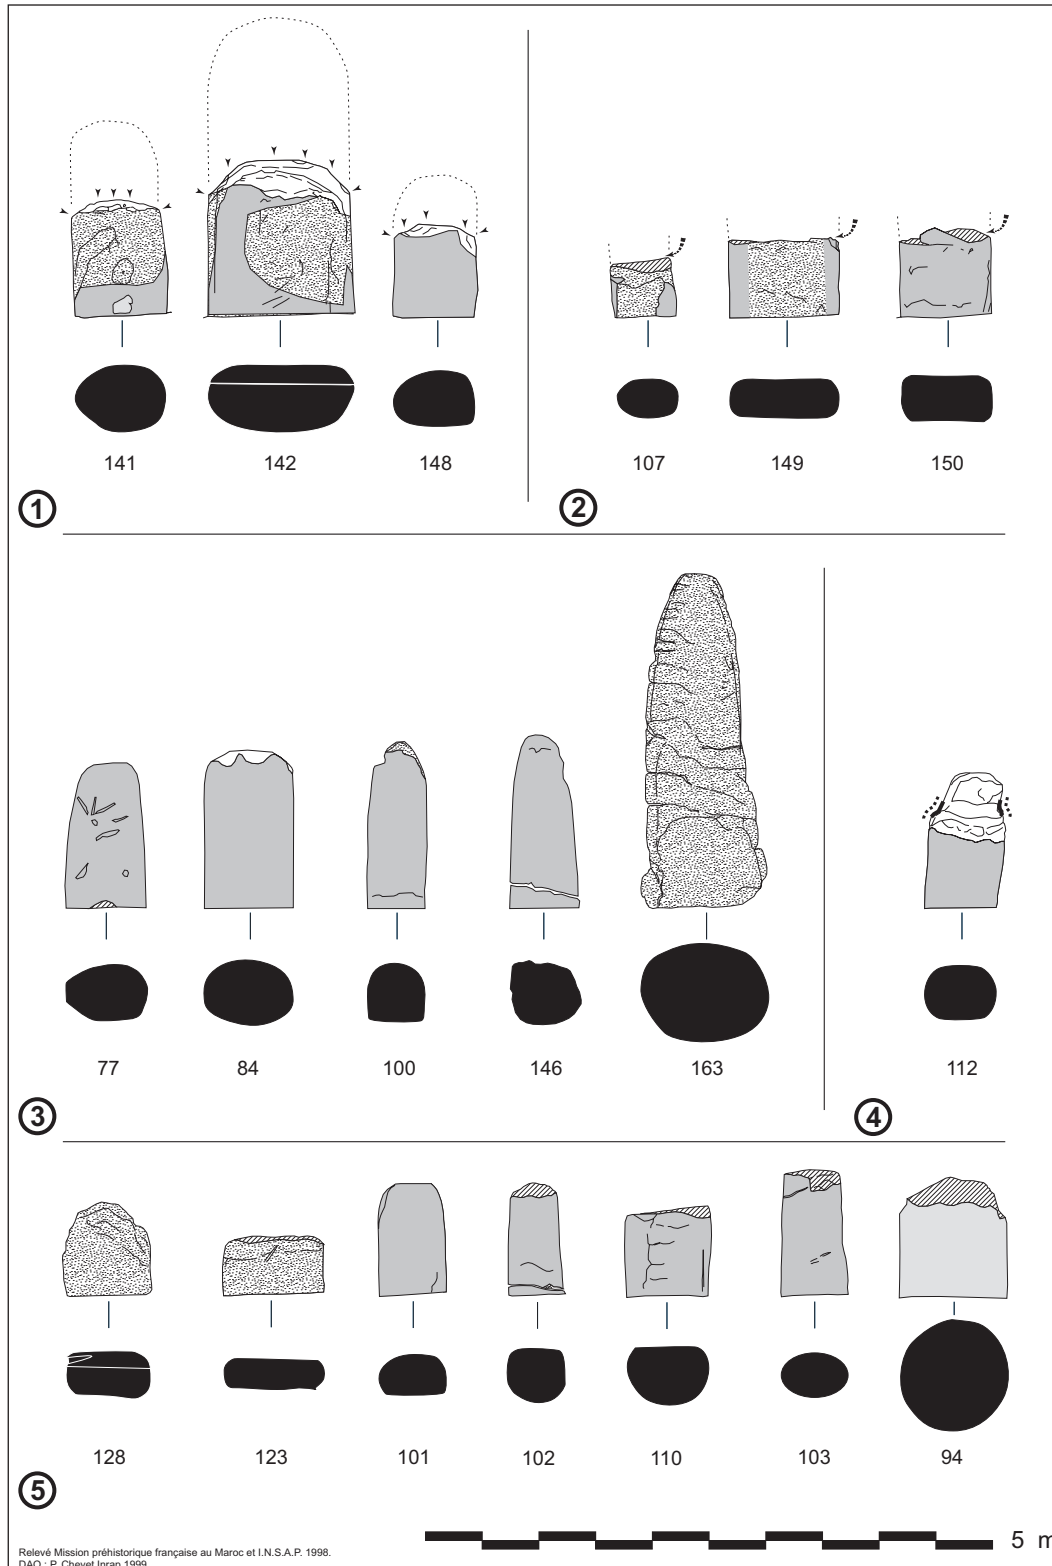 141 142 148 107 149 150
1 2
77 84 100 146 163 112
3 4
128 123 101 102 110 103 94
5
5 m
Relevé Mission préhistorique française au Maroc et I.N.S.A.P. 1998.
DAO : P. Chevet Inrap 1999